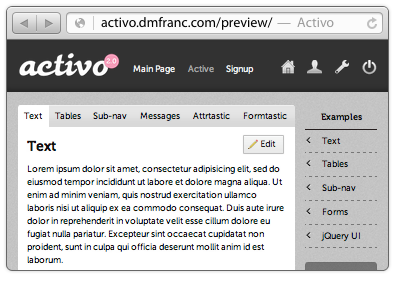 activo.dmfranc.com/preview/ — Activo
activo 2.0
Main Page Active Signup
Text Tables Sub-nav Messages Attrtastic Formtastic
Text
Edit
Lorem ipsum dolor sit amet, consectetur adipisicing elit, sed do
eiusmod tempor incididunt ut labore et dolore magna aliqua. Ut
enim ad minim veniam, quis nostrud exercitation ullamco
laboris nisi ut aliquip ex ea commodo consequat. Duis aute irure
dolor in reprehenderit in voluptate velit esse cillum dolore eu
fugiat nulla pariatur. Excepteur sint occaecat cupidatat non
proident, sunt in culpa qui officia deserunt mollit anim id est
laborum.
Examples
Text
Tables
Sub-nav
Forms
jQuery UI